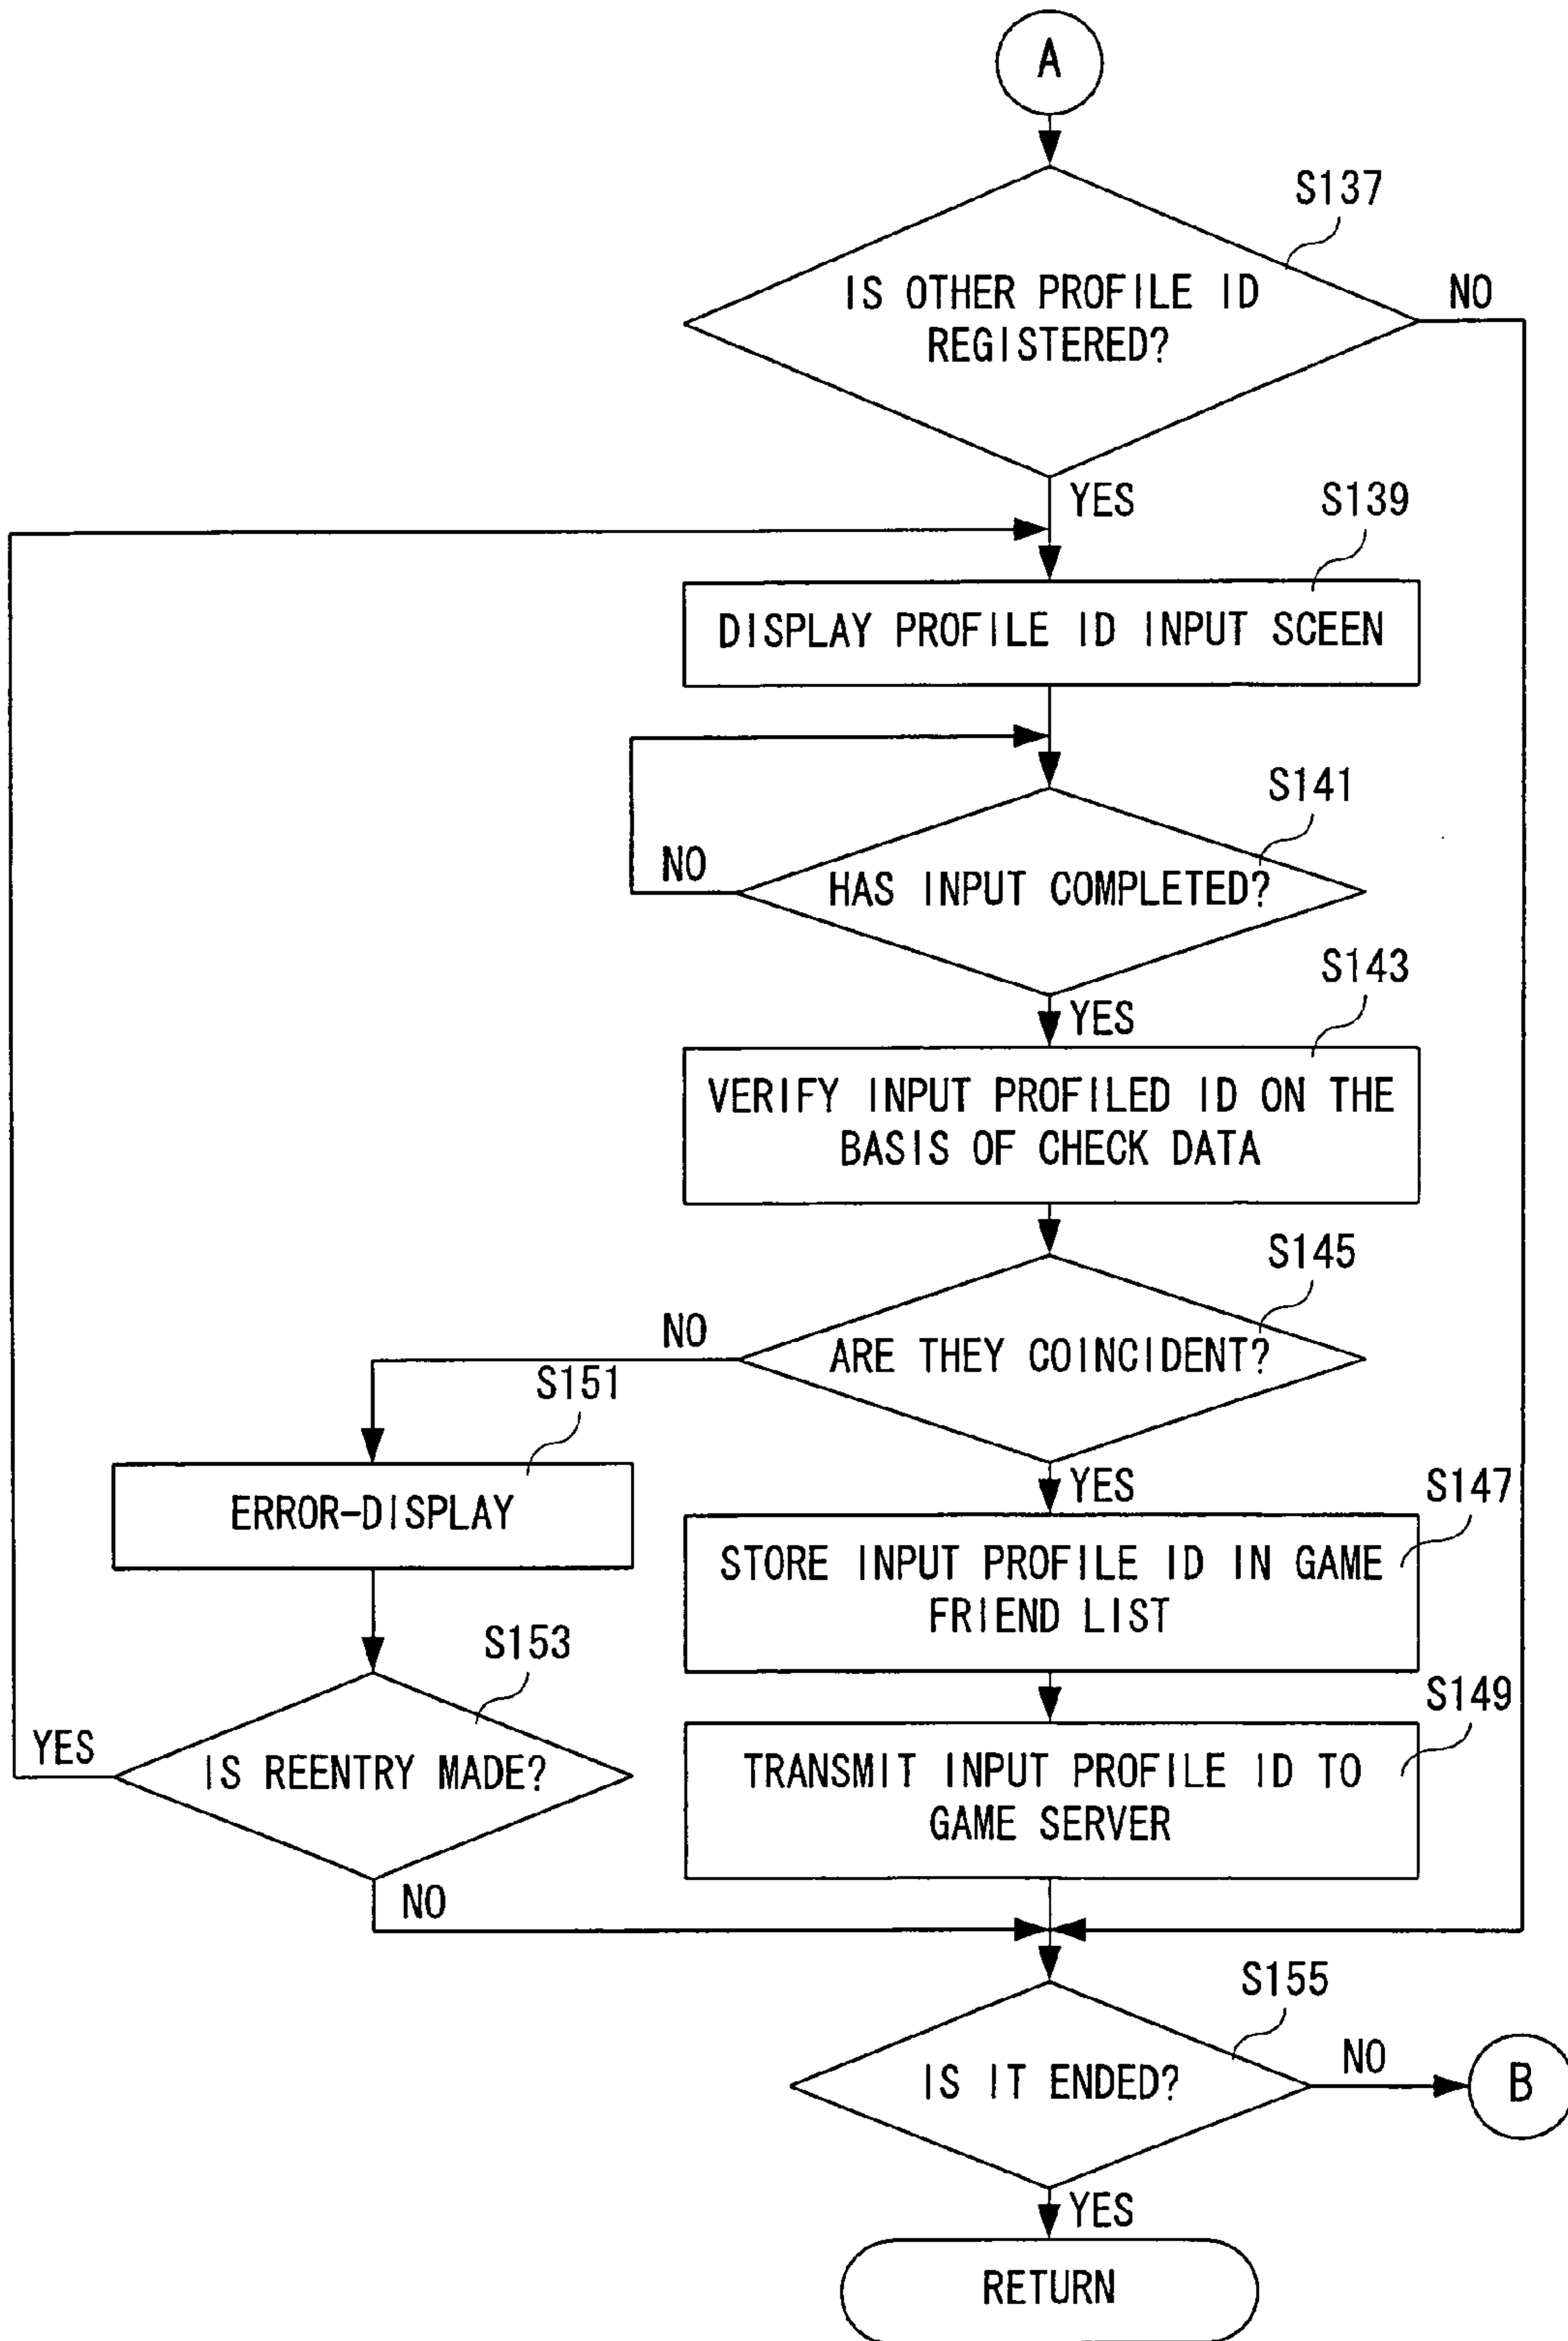 A
S137
IS OTHER PROFILE ID
REGISTERED?
NO
YES
S139
DISPLAY PROFILE ID INPUT SCEEN
S141
NO
HAS INPUT COMPLETED?
S143
YES
VERIFY INPUT PROFILED ID ON THE
BASIS OF CHECK DATA
S145
NO
ARE THEY COINCIDENT?
S151
YES
S147
ERROR-DISPLAY
STORE INPUT PROFILE ID IN GAME
FRIEND LIST
S153
S149
YES
IS REENTRY MADE?
TRANSMIT INPUT PROFILE ID TO
GAME SERVER
NO
S155
IS IT ENDED?
NO
B
YES
RETURN